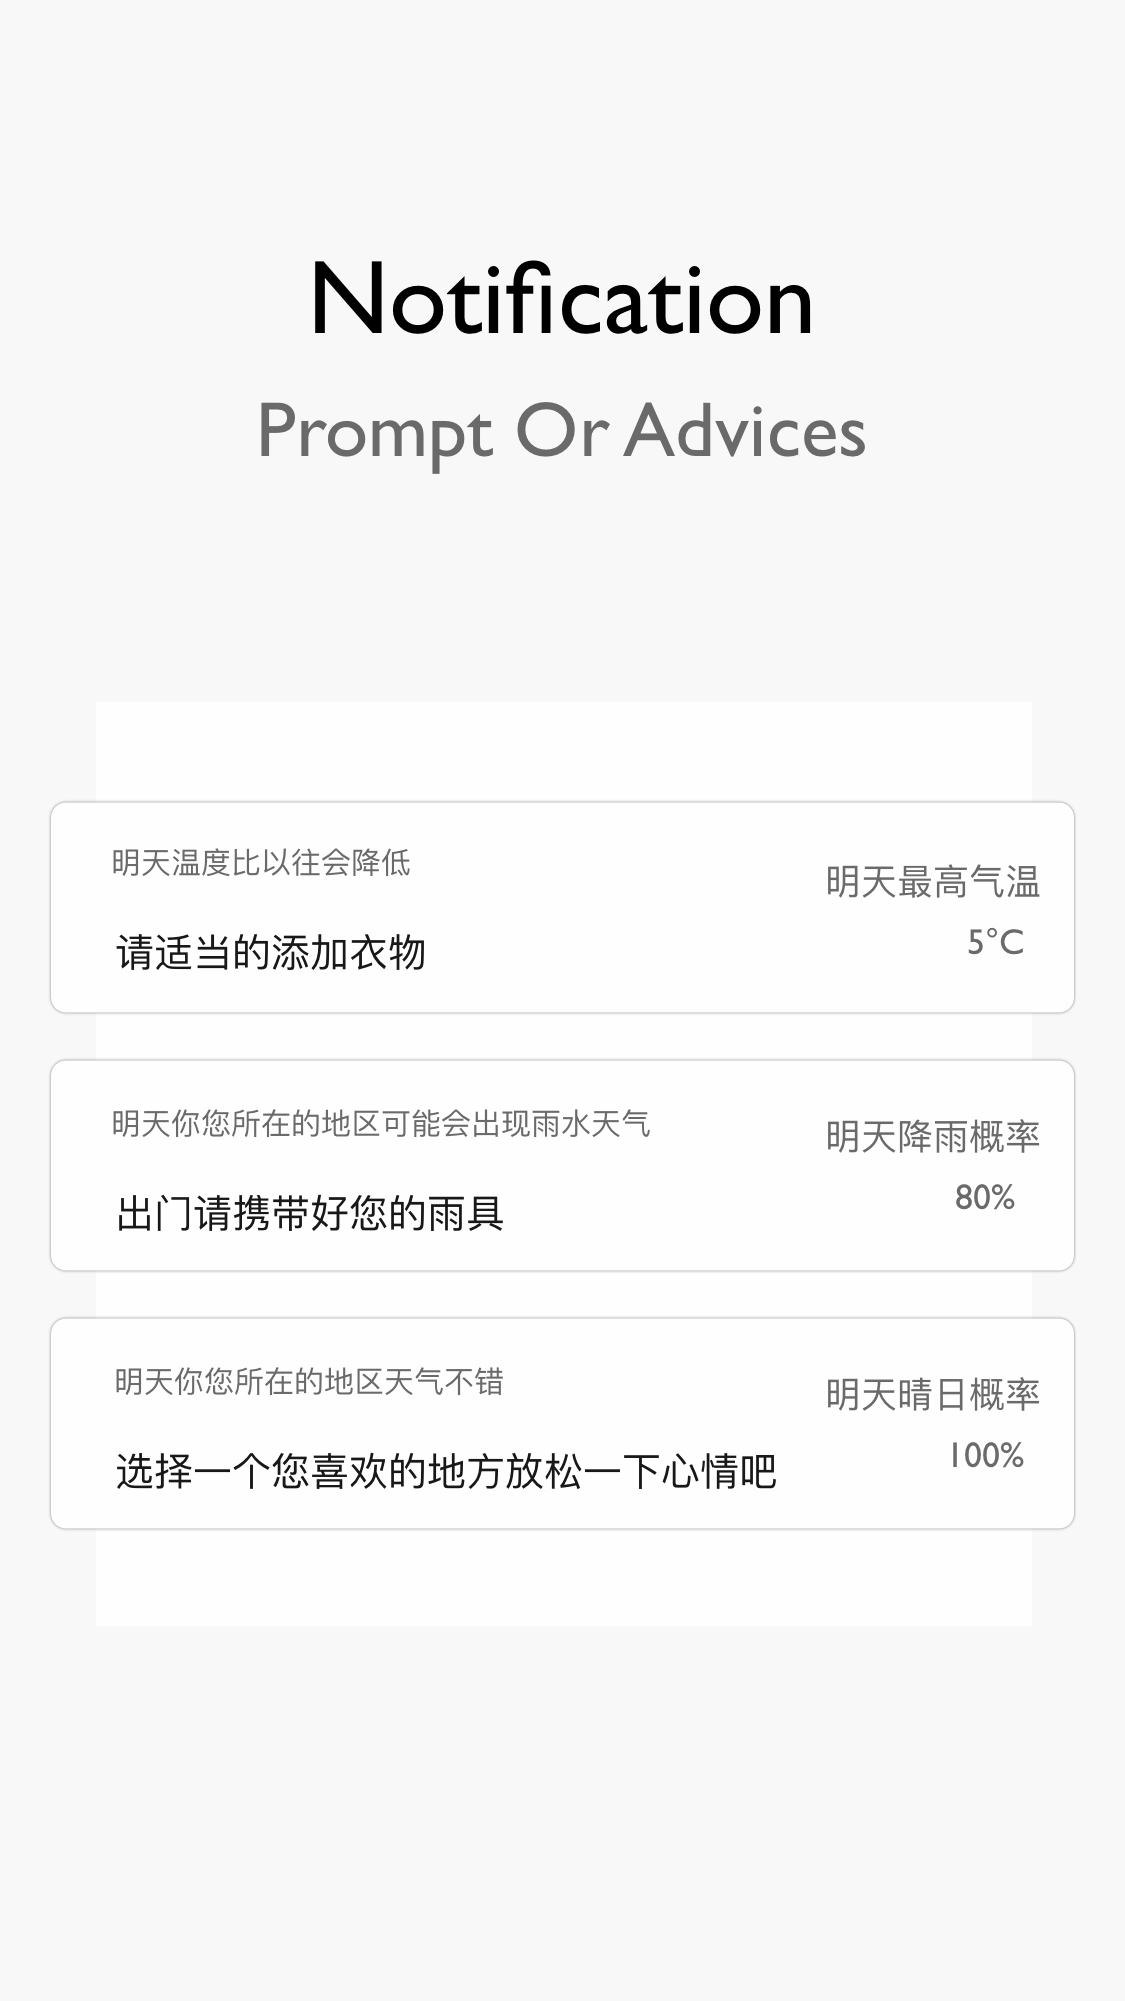 Notification
Prompt Or Advices
明天温度比以往会降低
请适当的添加衣物
明天最高气温
5°C
明天你您所在的地区可能会出现雨水天气
出门请携带好您的雨具
明天降雨概率
80%
明天你您所在的地区天气不错
选择一个您喜欢的地方放松一下心情吧
明天晴日概率
100%